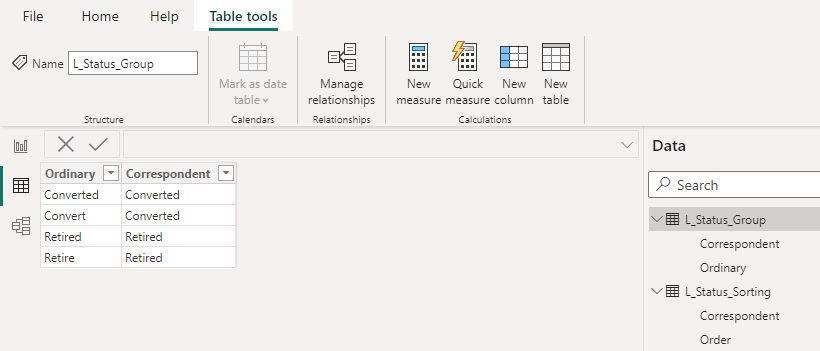 File Home Help Table tools
Name L_Status_Group
Mark as date table
Manage relationships
New measure
Quick measure
New column
New table
Structure Calendars Relationships Calculations
Ordinary Correspondent
Converted Converted
Convert Converted
Retired Retired
Retire Retired
Data
Search
L_Status_Group
Correspondent
Ordinary
L_Status_Sorting
Correspondent
Order